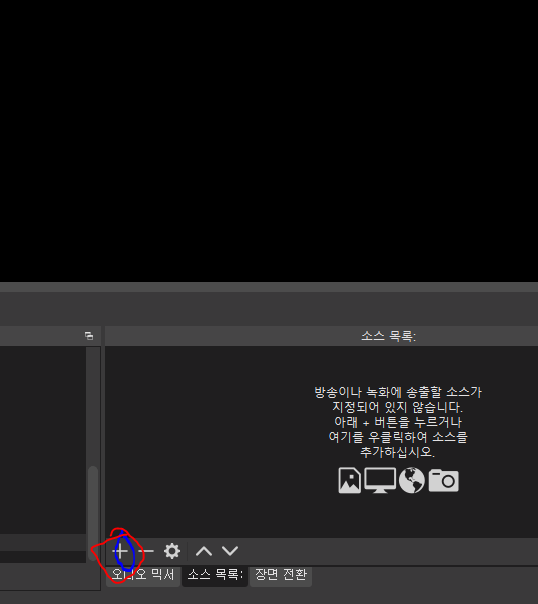 소스 목록:
방송이나 녹화에 송출할 소스가
지정되어 있지 않습니다.
아래 + 버튼을 누르거나
여기를 우클릭하여 소스를
추가하십시오.
오디오 믹서 소스 목록: 장면 전환